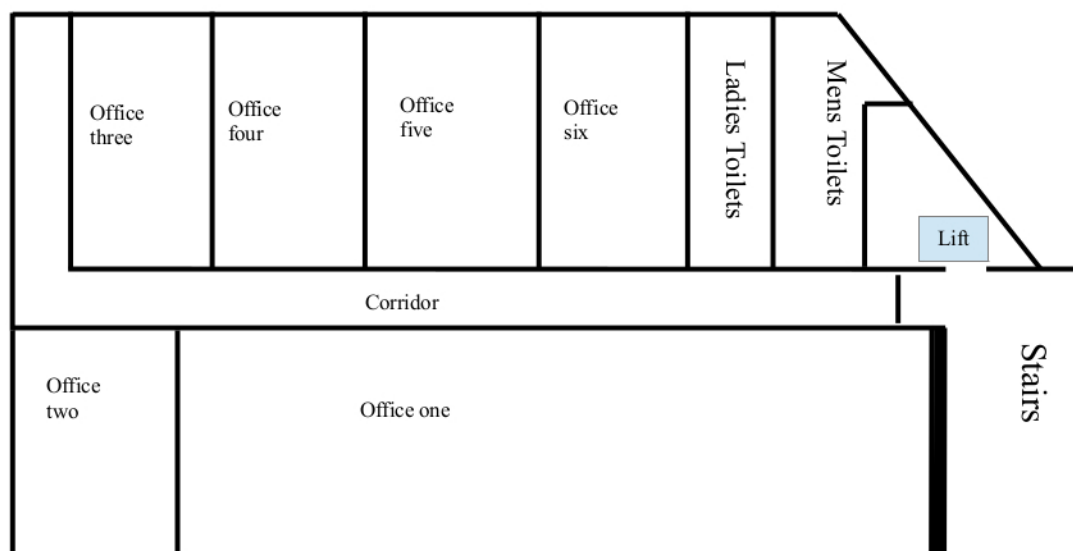 Office
three
Office
four
Office
five
Office
six
Ladies Toilets
Mens Toilets
Lift
Corridor
Stairs
Office
two
Office one